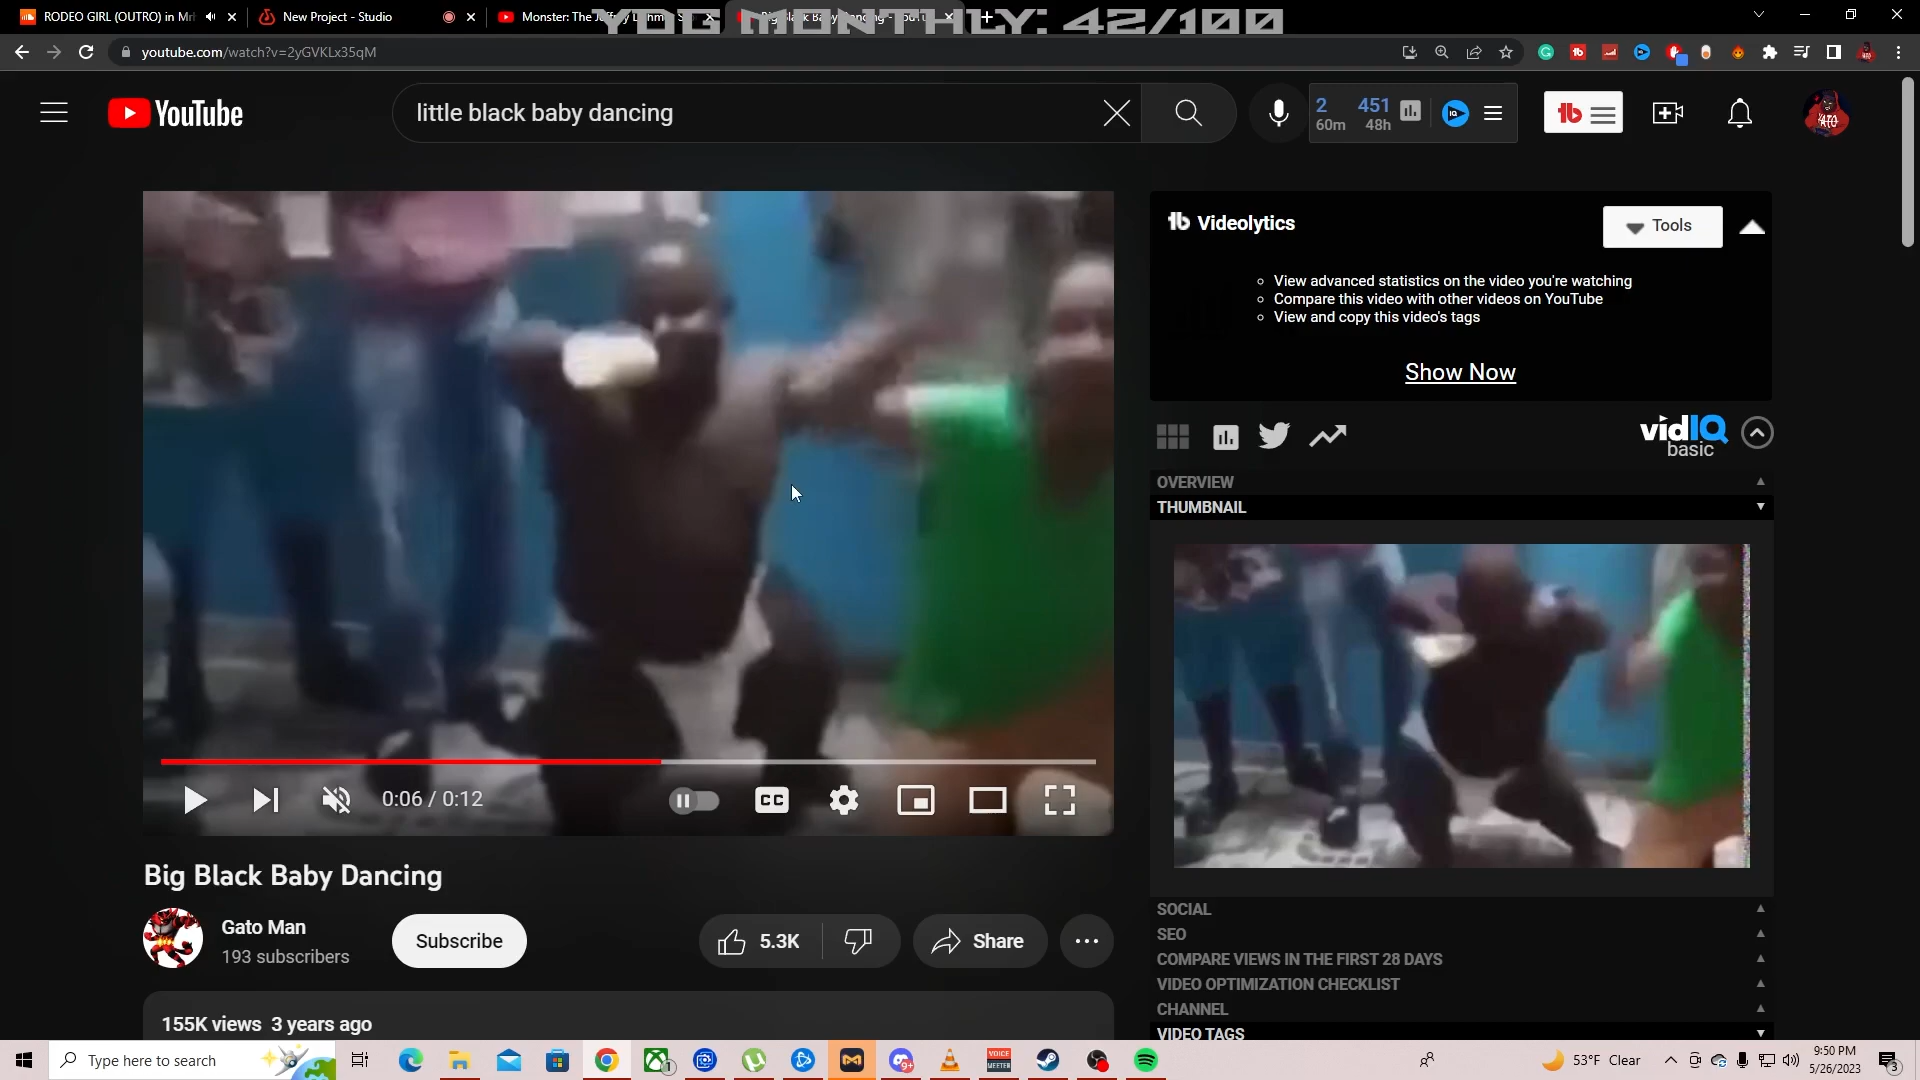 RODEO GIRL (OUTRO) in Mr
New Project - Studio
YDG MONTHLY: 42/100
youtube.com/watch?v=2yGVKLx35qM
YouTube
little black baby dancing
2 60m
451 48h
Videolytics
Tools
View advanced statistics on the video you're watching
Compare this video with other videos on YouTube
View and copy this video's tags
Show Now
vidIQ
basic
OVERVIEW
THUMBNAIL
0:06 / 0:12
CC
Big Black Baby Dancing
Gato Man
193 subscribers
Subscribe
5.3K
Share
155K views 3 years ago
SOCIAL
SEO
COMPARE VIEWS IN THE FIRST 28 DAYS
VIDEO OPTIMIZATION CHECKLIST
CHANNEL
VIDEO TAGS
Type here to search
53°F Clear
9:50 PM
5/26/2023
3